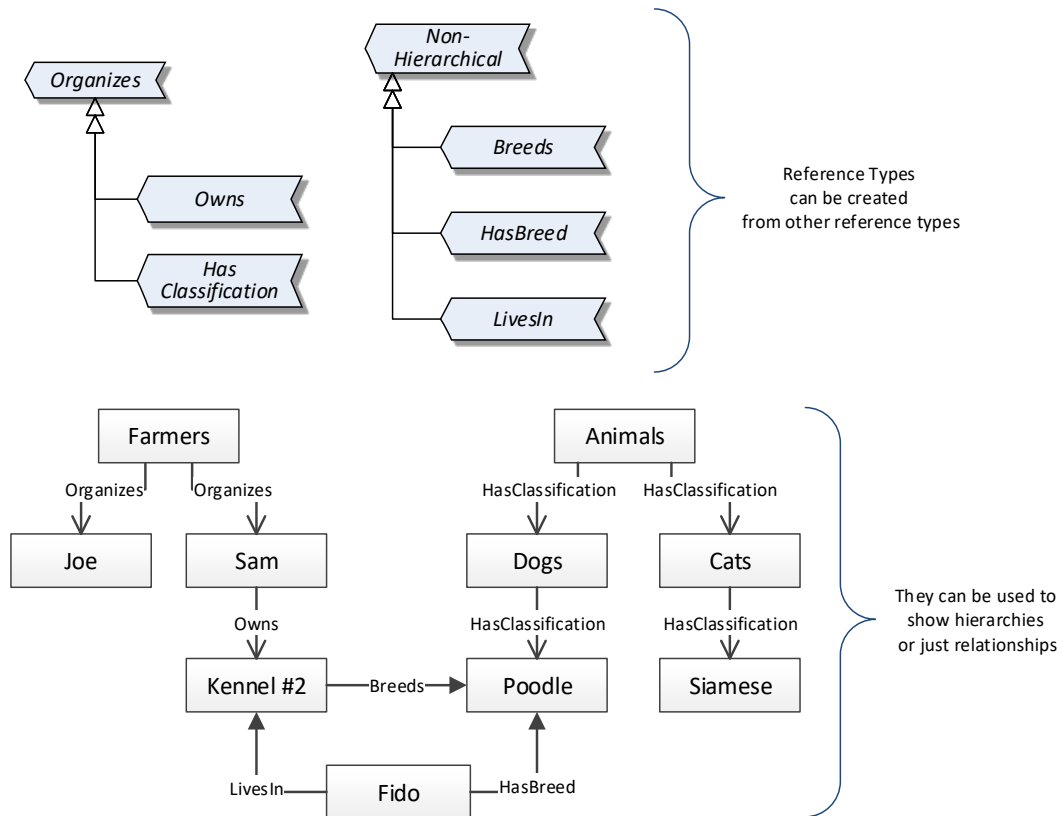 Organizes
Owns
Has
Classification
Non-
Hierarchical
Breeds
HasBreed
LivesIn
Reference Types
can be created
from other reference types
Farmers
Organizes
Organizes
Joe
Sam
Owns
Kennel #2
Breeds
LivesIn
Fido
HasBreed
Animals
HasClassification
HasClassification
Dogs
Cats
HasClassification
HasClassification
Poodle
Siamese
They can be used to
show hierarchies
or just relationships